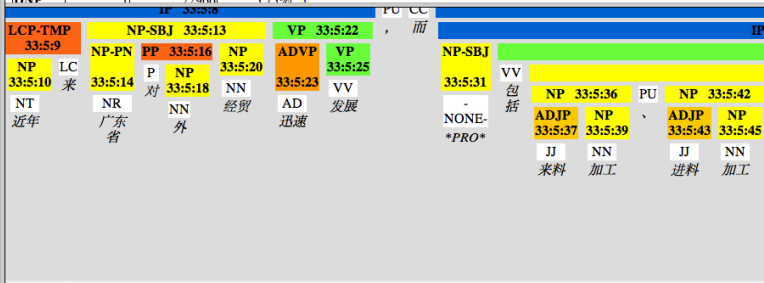 IP 33:5:8
PU CC
， 而
LCP-TMP 33:5:9
NP-SBJ 33:5:13
VP 33:5:22
IP
NP 33:5:10
LC 来
NP-PN 33:5:14
PP 33:5:16
NP 33:5:20
ADVP 33:5:23
VP 33:5:25
NP-SBJ 33:5:31
P 对
NP 33:5:18
VV 包括
NT 近年
NR 广东省
NN 外
NN 经贸
AD 迅速
VV 发展
-NONE-
*PRO*
NP 33:5:36
PU 、
NP 33:5:42
ADJP 33:5:37
NP 33:5:39
ADJP 33:5:43
NP 33:5:45
JJ 来料
NN 加工
JJ 进料
NN 加工